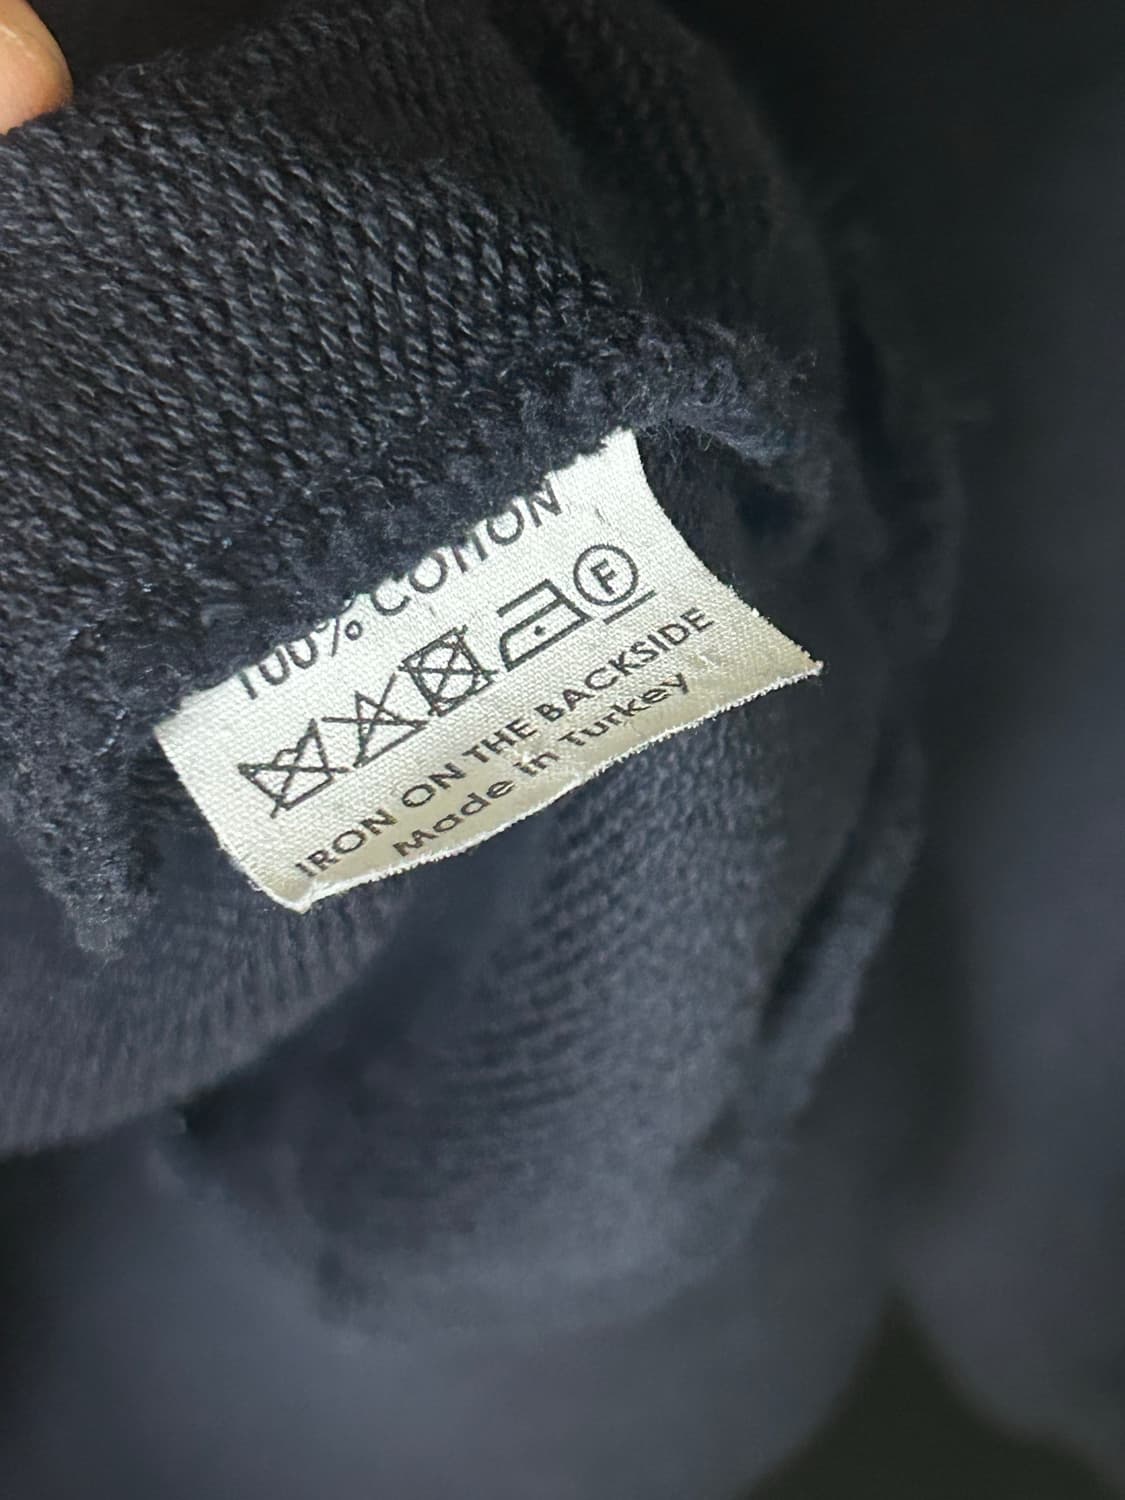 100% COTTON
F
IRON ON THE BACKSIDE
Made in Turkey